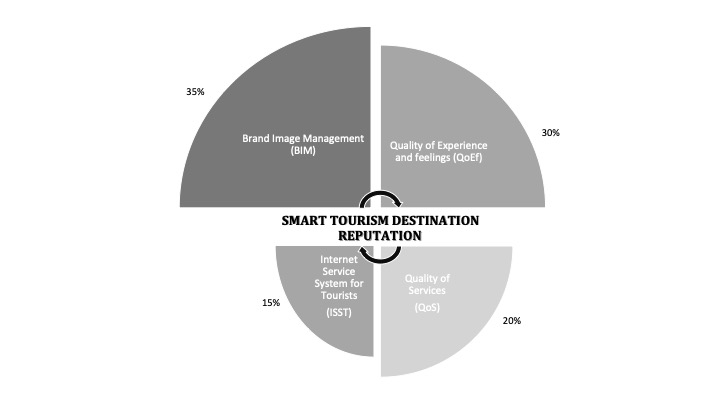 35%
Brand Image Management
(BIM)
30%
Quality of Experience
and feelings (QoEf)
SMART TOURISM DESTINATION
REPUTATION
Internet
Service
System for
Tourists
(ISST)
15%
Quality of
Services
(QoS)
20%